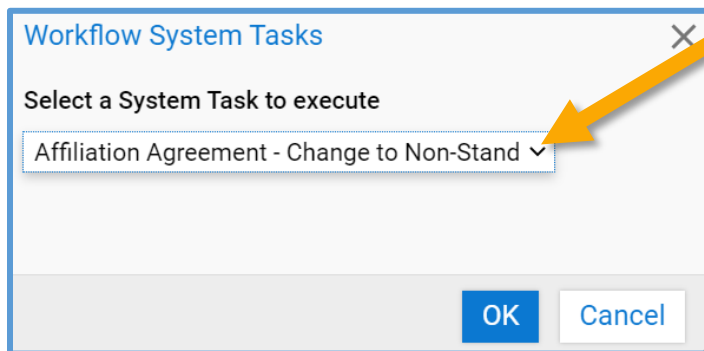 Workflow System Tasks
Select a System Task to execute
Affiliation Agreement - Change to Non-Stand
OK Cancel